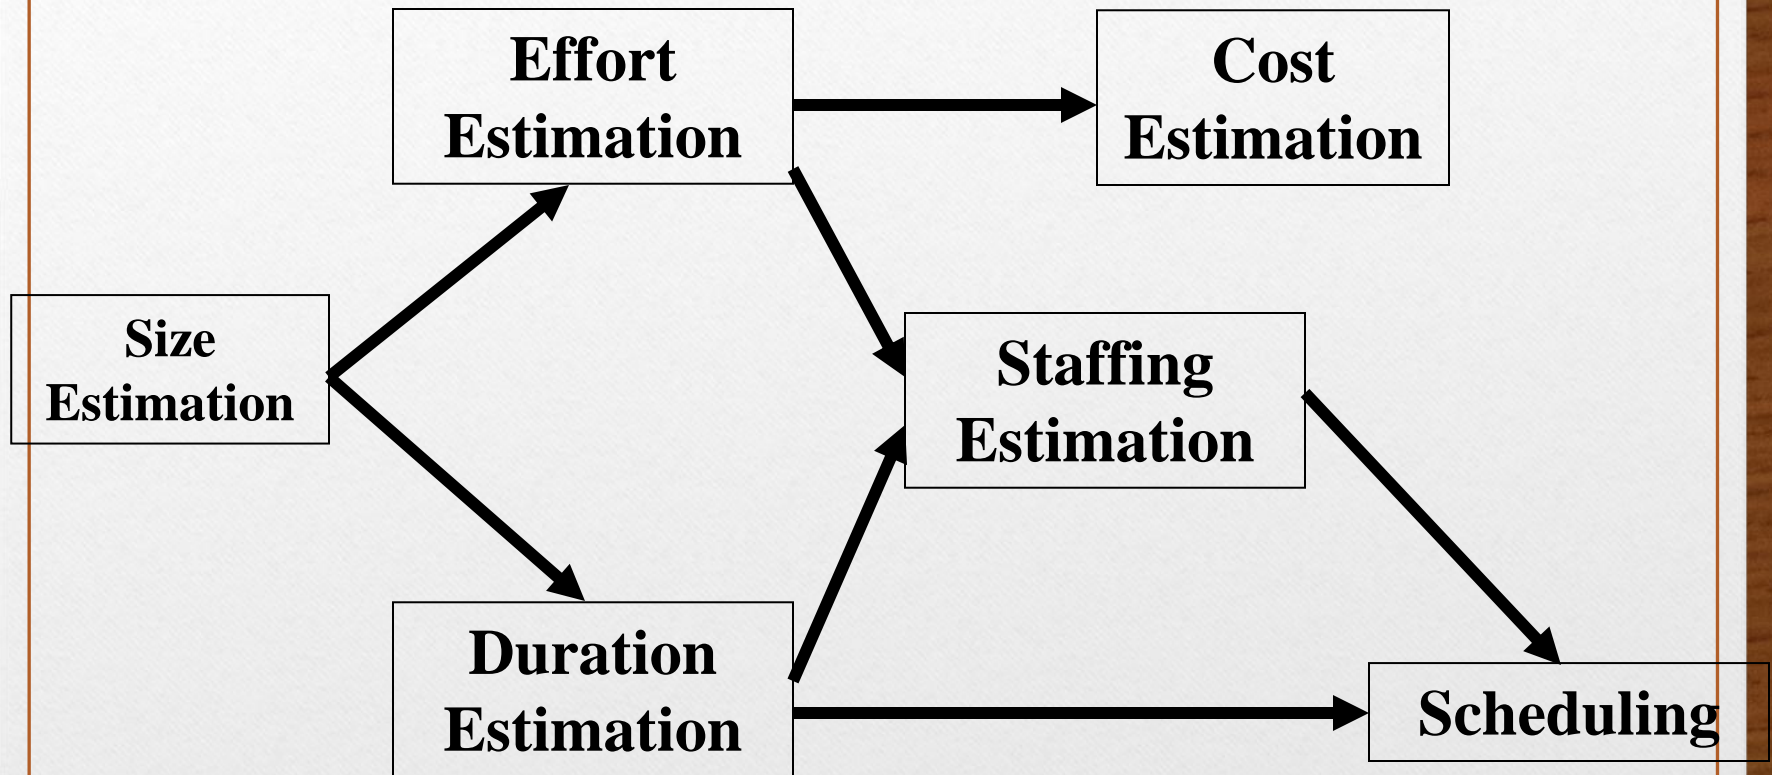 Effort
Estimation
Cost
Estimation
Size
Estimation
Staffing
Estimation
Duration
Estimation
Scheduling